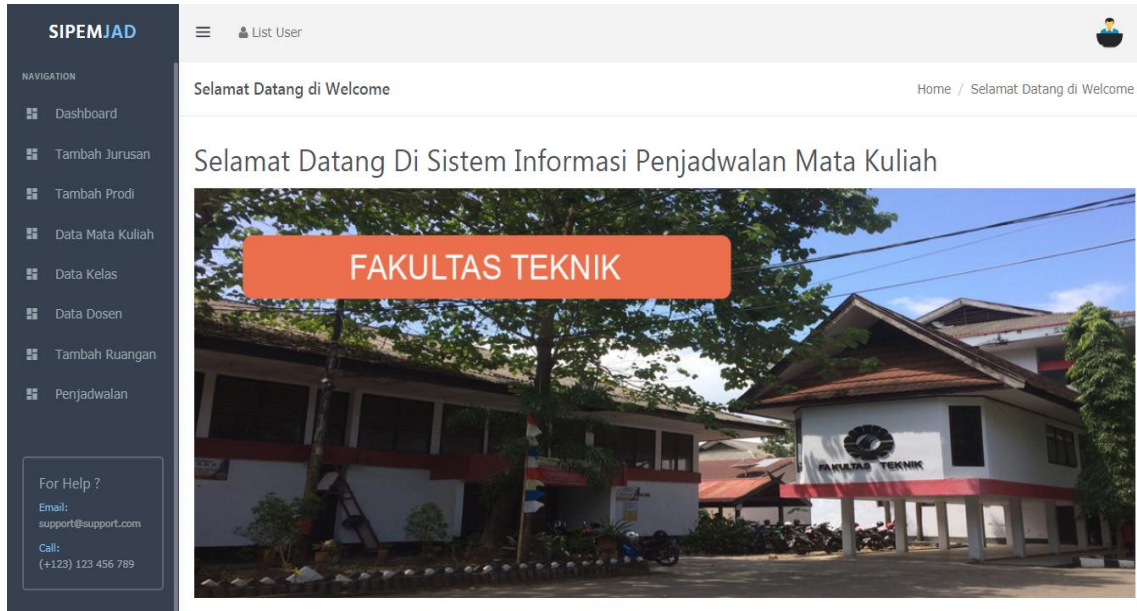 SIPEMJAD
List User
NAVIGATION
Dashboard
Tambah Jurusan
Tambah Prodi
Data Mata Kuliah
Data Kelas
Data Dosen
Tambah Ruangan
Penjadwalan
For Help ?
Email:
support@support.com
Call:
(+123) 123 456 789
Selamat Datang di Welcome
Home / Selamat Datang di Welcome
Selamat Datang Di Sistem Informasi Penjadwalan Mata Kuliah
FAKULTAS TEKNIK
FAKULTAS TEKNIK